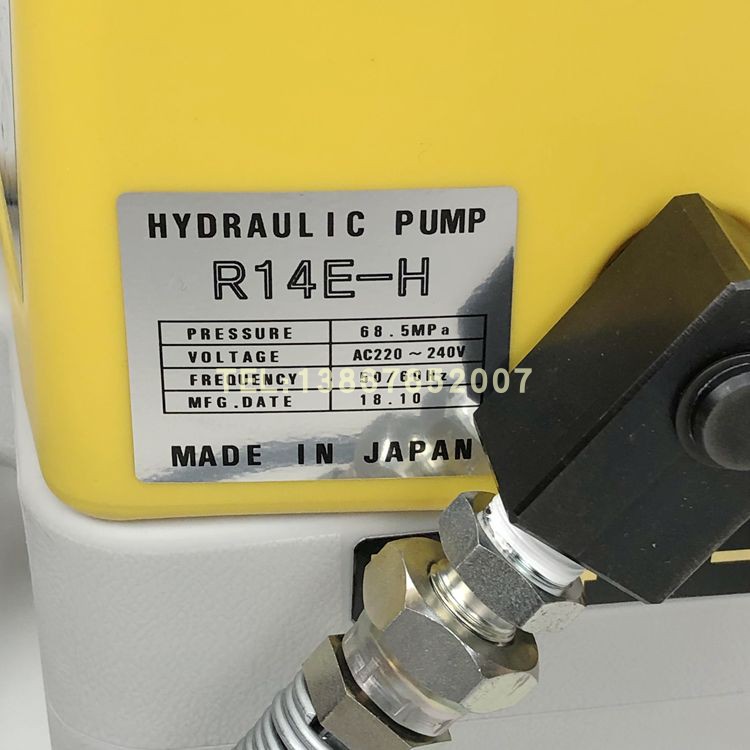 HYDRAULIC PUMP
R14E-H
PRESSURE 68.5MPa
VOLTAGE AC220~240V
FREQUENCY 50/60Hz
MFG.DATE 18.10
MADE IN JAPAN